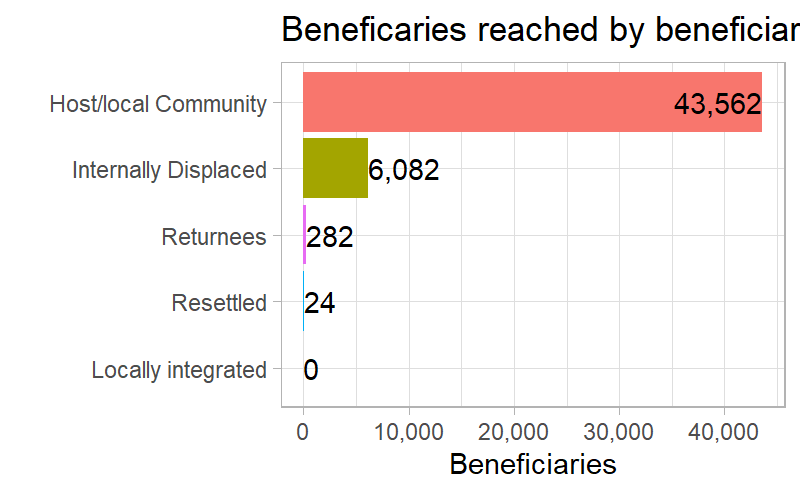 Beneficaries reached by beneficiar
Host/local Community 43,562
Internally Displaced 6,082
Returnees 282
Resettled 24
Locally integrated 0
0 10,000 20,000 30,000 40,000
Beneficiaries